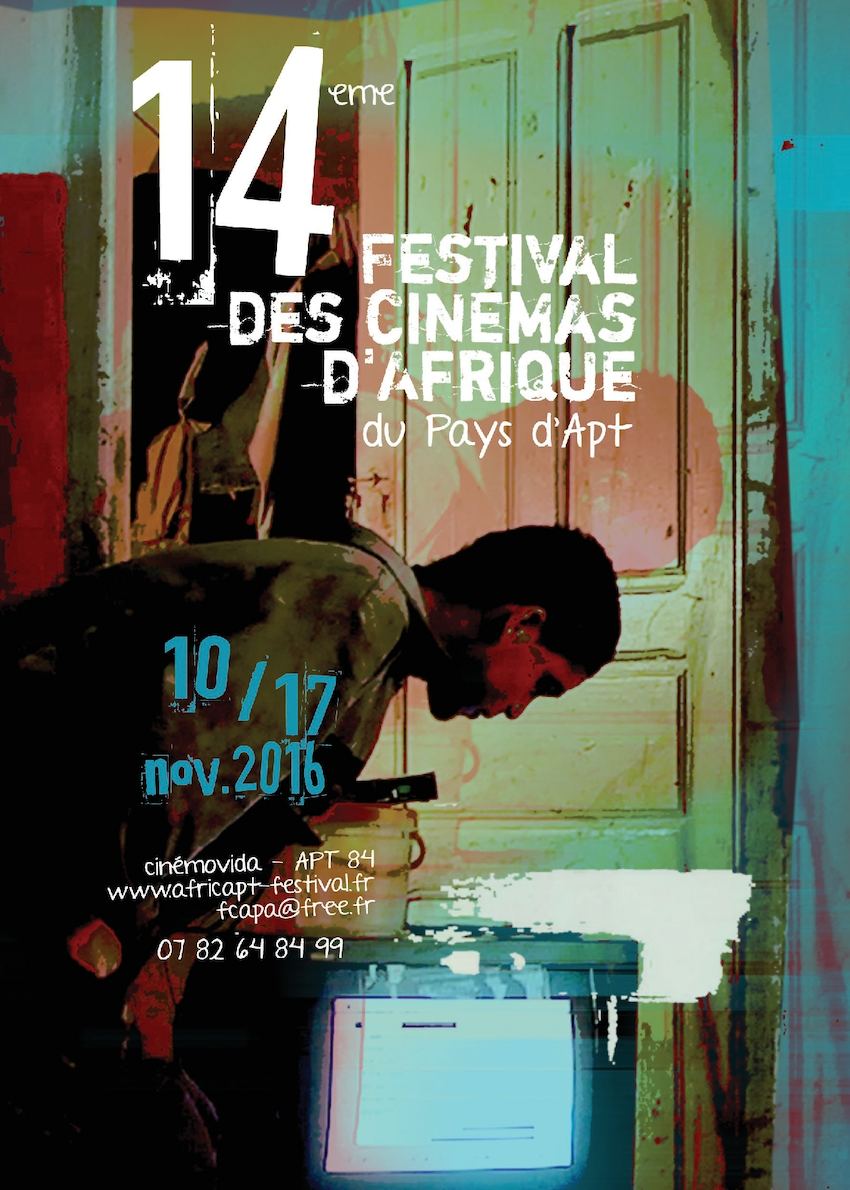 14eme
FESTIVAL
DES CINEMAS
D'AFRIQUE
du Pays d'Apt
10/17
nov.2016
cinémovida - APT 84
www.africapt-festival.fr
fcapa@free.fr
07 82 64 84 99